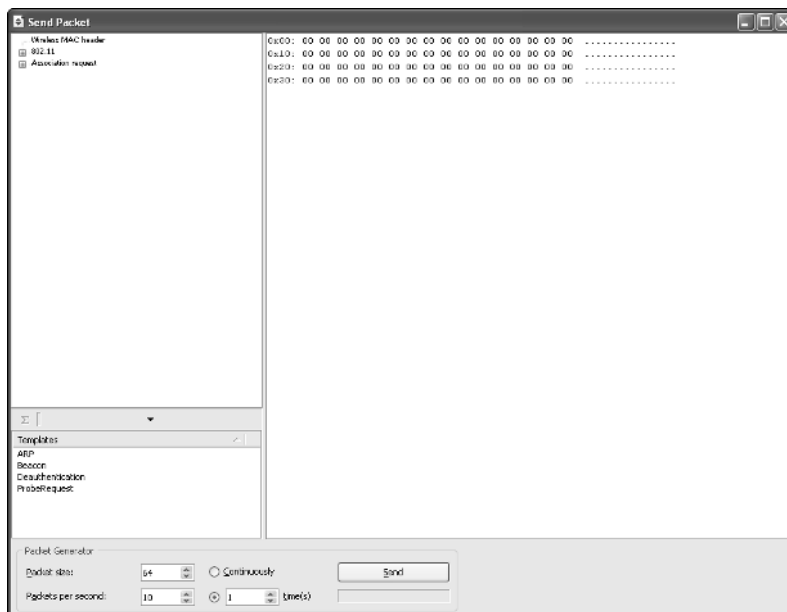 Send Packet
Wireless MAC header
802.11
Association request
0x00: 00 00 00 00 00 00 00 00 00 00 00 00 00 00 00 00 ................
0x10: 00 00 00 00 00 00 00 00 00 00 00 00 00 00 00 00 ................
0x20: 00 00 00 00 00 00 00 00 00 00 00 00 00 00 00 00 ................
0x30: 00 00 00 00 00 00 00 00 00 00 00 00 00 00 00 00 ................
Σ
Templates
ARP
Beacon
Deauthentication
ProbeRequest
Packet Generator
Packet size: 64 Continuously Send
Packets per second: 10 1 time(s)